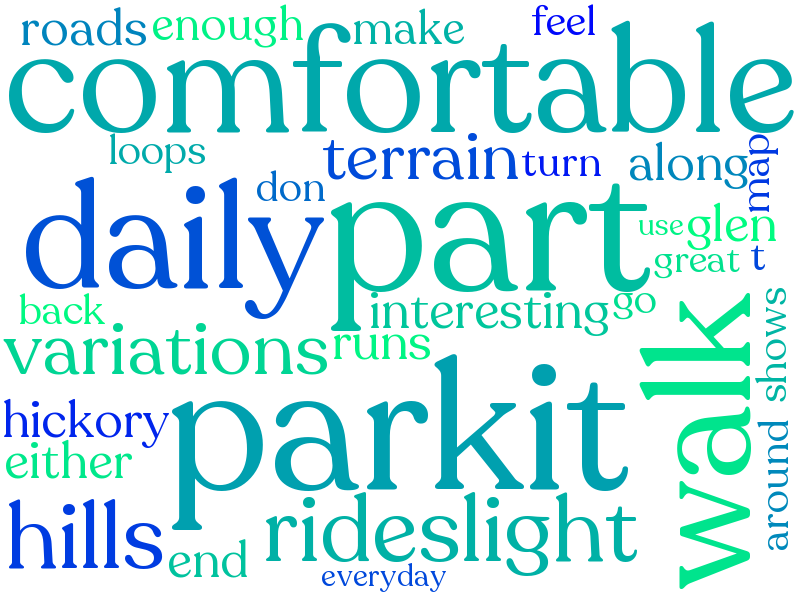 roads enough make feel
comfortable
loops terrain turn along map
daily don part use glen
great t
back interesting go
variations runs
walk shows
hickory parkit
either around
hills rideslight
end
everyday